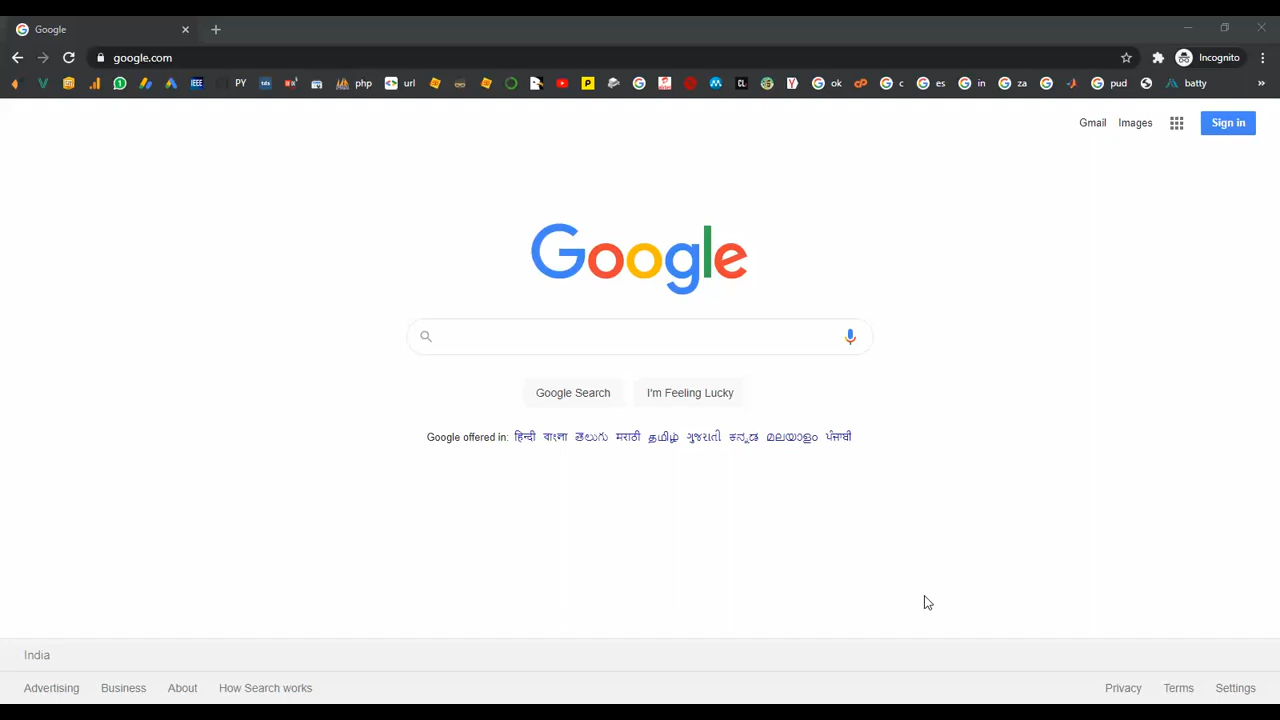 Google
google.com
Incognito
PY php url ok c es in za pud batty »
Gmail Images Sign in
Google
Google Search I'm Feeling Lucky
Google offered in: हिन्दी বাংলা తెలుగు मराठी தமிழ் ગુજરાતી ಕನ್ನಡ മലയാളം ਪੰਜਾਬੀ
India
Advertising Business About How Search works
Privacy Terms Settings